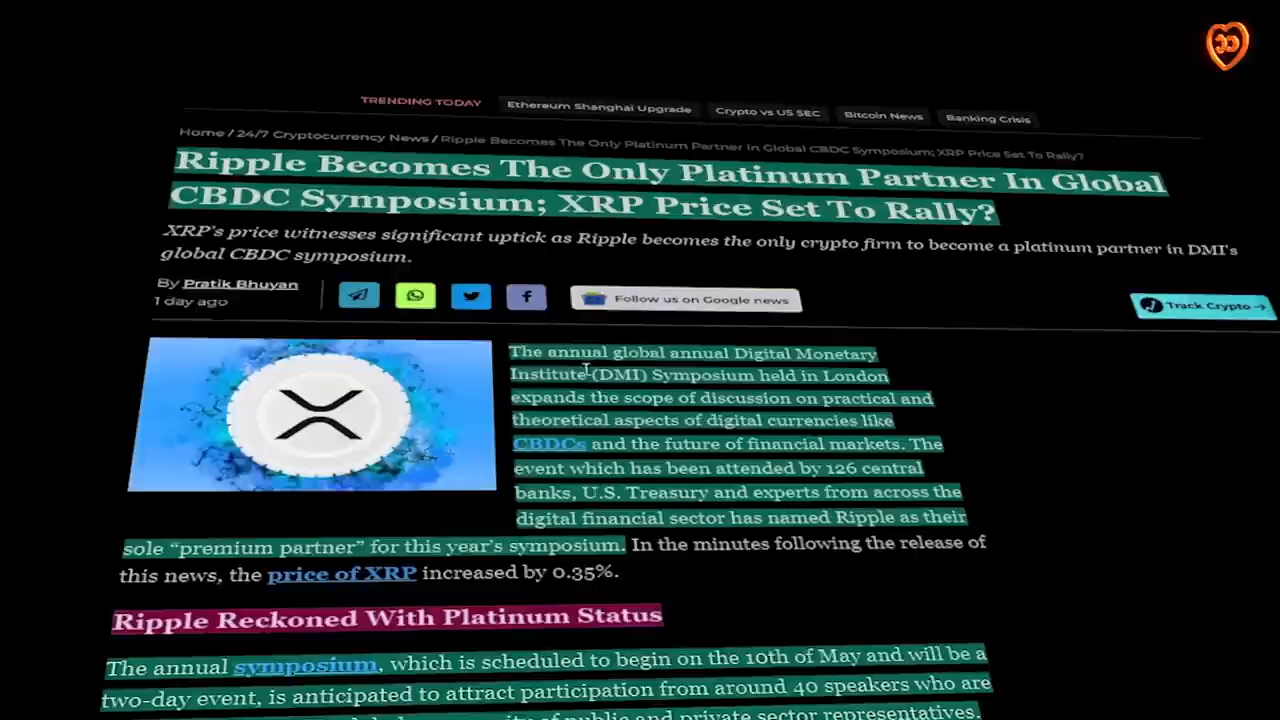 TRENDING TODAY Ethereum Shanghai Upgrade Crypto vs US SEC Bitcoin News Banking Crisis
Home / 24/7 Cryptocurrency News / Ripple Becomes The Only Platinum Partner In Global CBDC Symposium; XRP Price Set To Rally?
Ripple Becomes The Only Platinum Partner In Global
CBDC Symposium; XRP Price Set To Rally?
XRP's price witnesses significant uptick as Ripple becomes the only crypto firm to become a platinum partner in DMI's
global CBDC symposium.
By Pratik Bhuyan
1 day ago
Follow us on Google news
Track Crypto →
The annual global annual Digital Monetary
Institute (DMI) Symposium held in London
expands the scope of discussion on practical and
theoretical aspects of digital currencies like
CBDCs and the future of financial markets. The
event which has been attended by 126 central
banks, U.S. Treasury and experts from across the
digital financial sector has named Ripple as their
sole “premium partner” for this year's symposium. In the minutes following the release of
this news, the price of XRP increased by 0.35%.
Ripple Reckoned With Platinum Status
The annual symposium, which is scheduled to begin on the 10th of May and will be a
two-day event, is anticipated to attract participation from around 40 speakers who are
of public and private sector representatives.